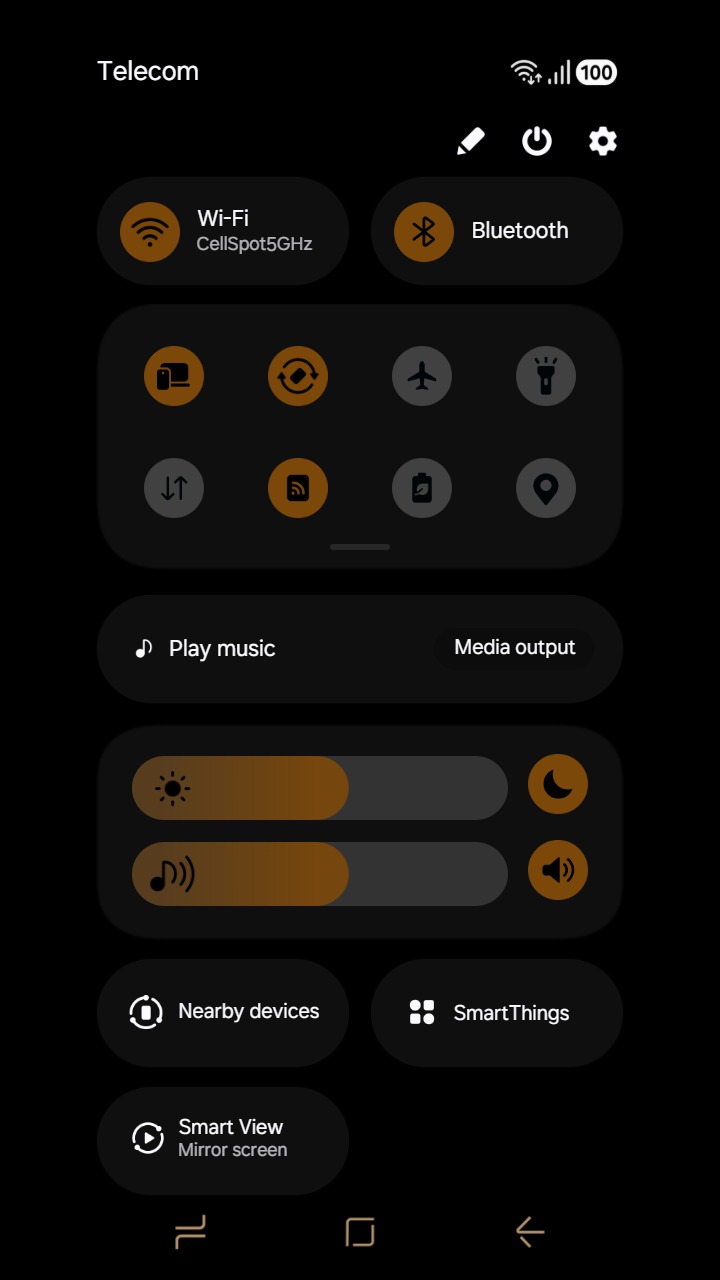 Telecom
100
Wi-Fi
CellSpot5GHz
Bluetooth
Play music
Media output
Nearby devices
SmartThings
Smart View
Mirror screen